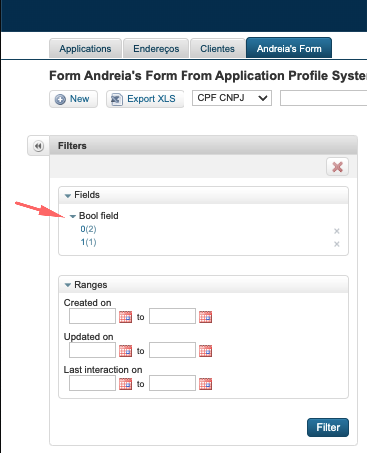 Applications Endereços Clientes Andreia's Form
Form Andreia's Form From Application Profile Syste
New Export XLS CPF CNPJ
Filters
Fields
Bool field
0(2)
1(1)
Ranges
Created on
to
Updated on
to
Last interaction on
to
Filter